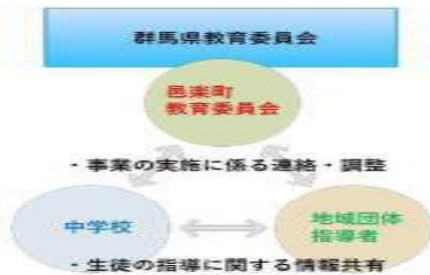 群馬県教育委員会
邑楽町
教育委員会
・事業の実施に係る連絡・調整
中学校
地域団体
指導者
・生徒の指導に関する情報共有